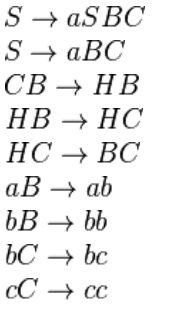 S → aSBC
S → aBC
CB → HB
HB → HC
HC → BC
aB → ab
bB → bb
bC → bc
cC → cc